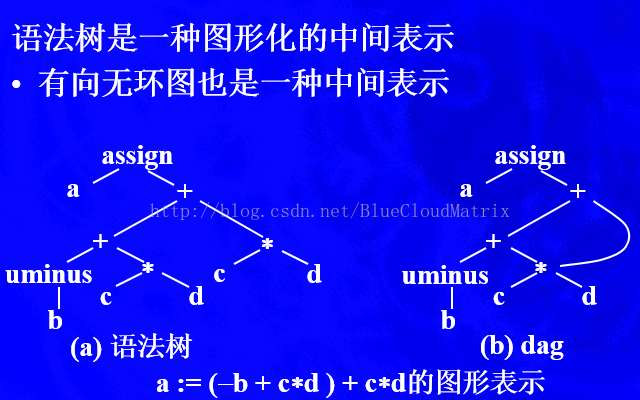 语法树是一种图形化的中间表示
• 有向无环图也是一种中间表示
assign assign
a + a +
http://blog.csdn.net/BlueCloudMatrix
+ * +
uminus * c d uminus *
c d c d
b b
(a) 语法树 (b) dag
a := (–b + c*d ) + c*d的图形表示